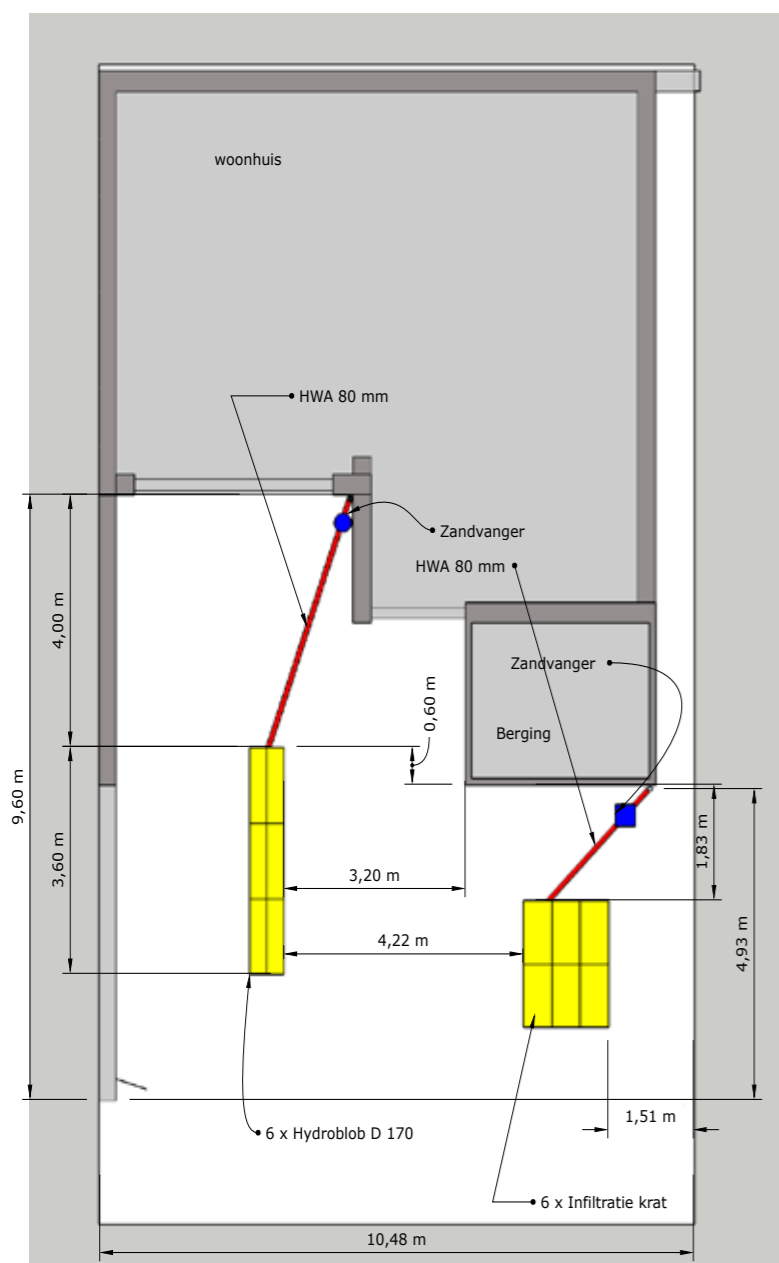 woonhuis
HWA 80 mm
Zandvanger
HWA 80 mm
4,00 m
Zandvanger
0,60 m
Berging
9,60 m
1,83 m
3,60 m
3,20 m
4,22 m
4,93 m
1,51 m
6 x Hydroblob D 170
6 x Infiltratie krat
10,48 m